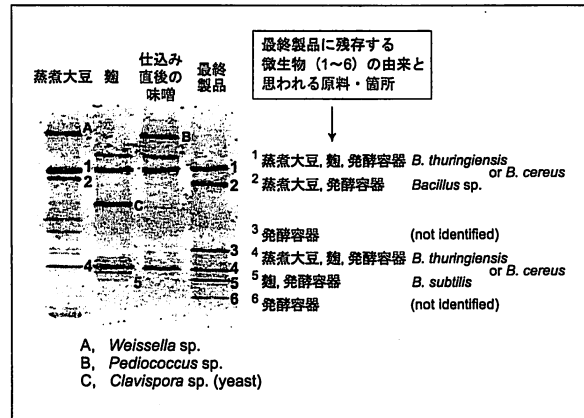 最終製品に残存する
微生物（1～6）の由来と
思われる原料・箇所
蒸煮大豆
麹
仕込み
直後の
味噌
最終
製品
A
B
1
2
C
4
5
1
2
3
4
5
6
1 蒸煮大豆, 麹, 発酵容器 B. thuringiensis
or B. cereus
2 蒸煮大豆, 発酵容器 Bacillus sp.
3 発酵容器 (not identified)
4 蒸煮大豆, 麹, 発酵容器 B. thuringiensis
or B. cereus
5 麹, 発酵容器 B. subtilis
6 発酵容器 (not identified)
A, Weissella sp.
B, Pediococcus sp.
C, Clavispora sp. (yeast)